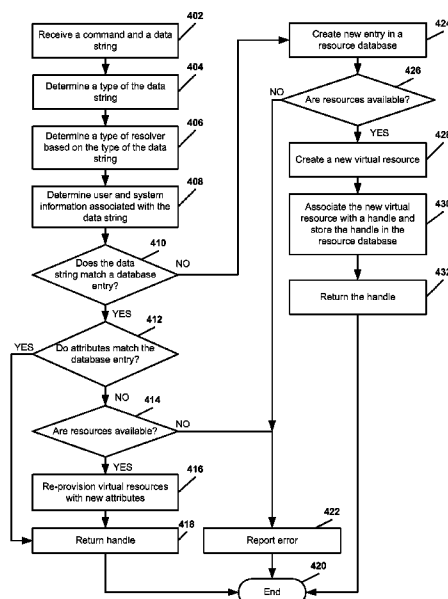 402
Receive a command and a data
string
404
Determine a type of the data
string
406
Determine a type of resolver
based on the type of the data
string
408
Determine user and system
information associated with the
data string
410
Does the data
string match a database
entry?
NO
YES
412
YES
Do attributes match the
database entry?
NO
414
Are resources available?
NO
YES
416
Re-provision virtual resources
with new attributes
418
Return handle
422
Report error
420
End
424
Create new entry in a
resource database
426
NO
Are resources available?
YES
428
Create a new virtual resource
430
Associate the new virtual
resource with a handle and
store the handle in the
resource database
432
Return the handle